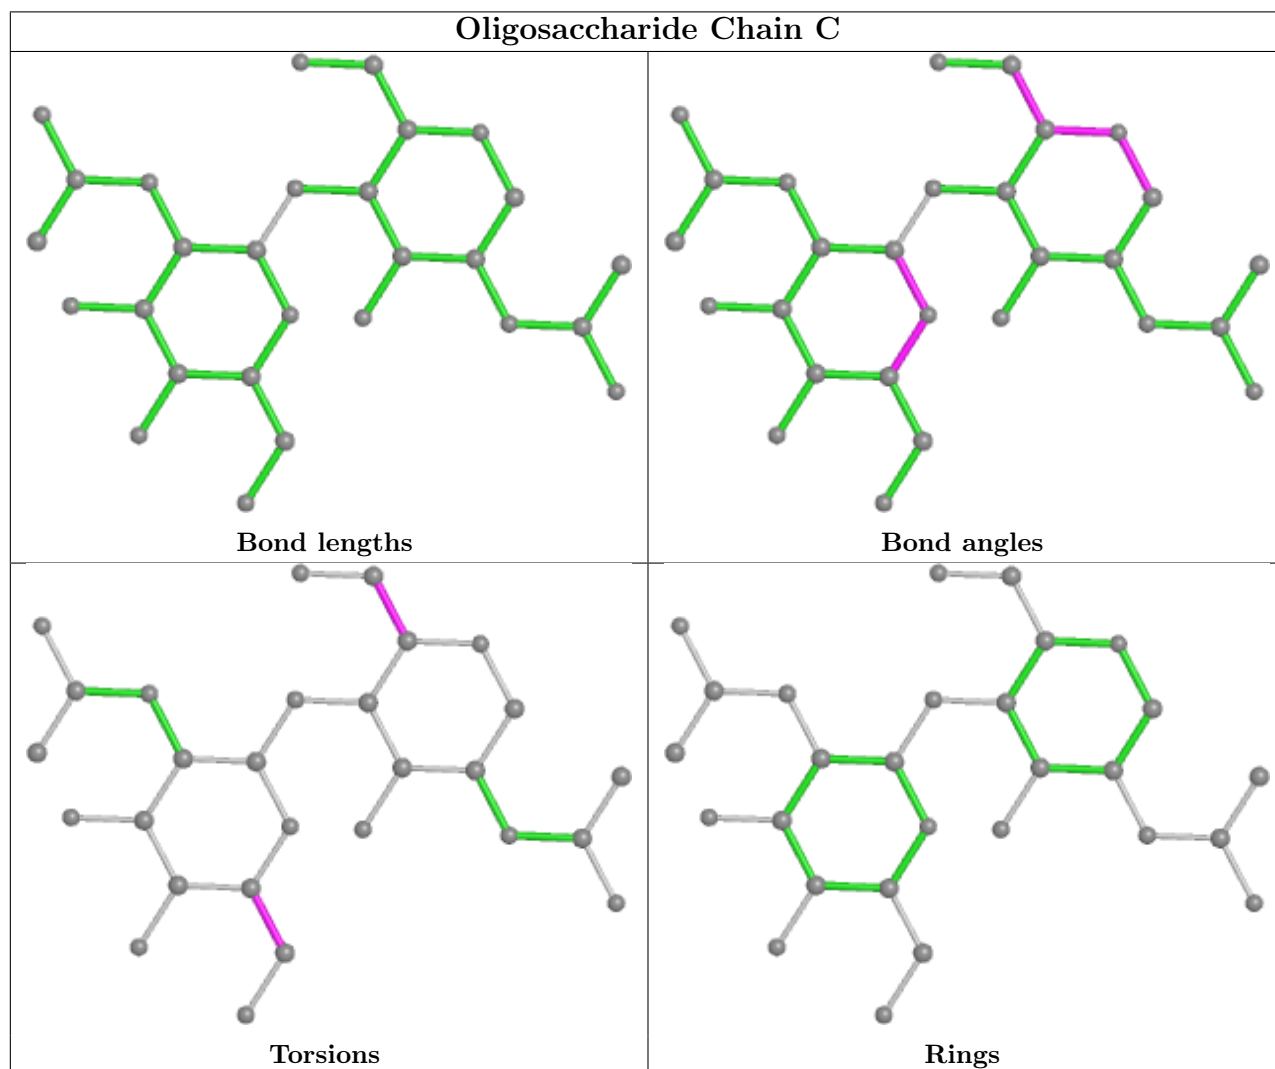 Oligosaccharide Chain C
Bond lengths
Bond angles
Torsions
Rings